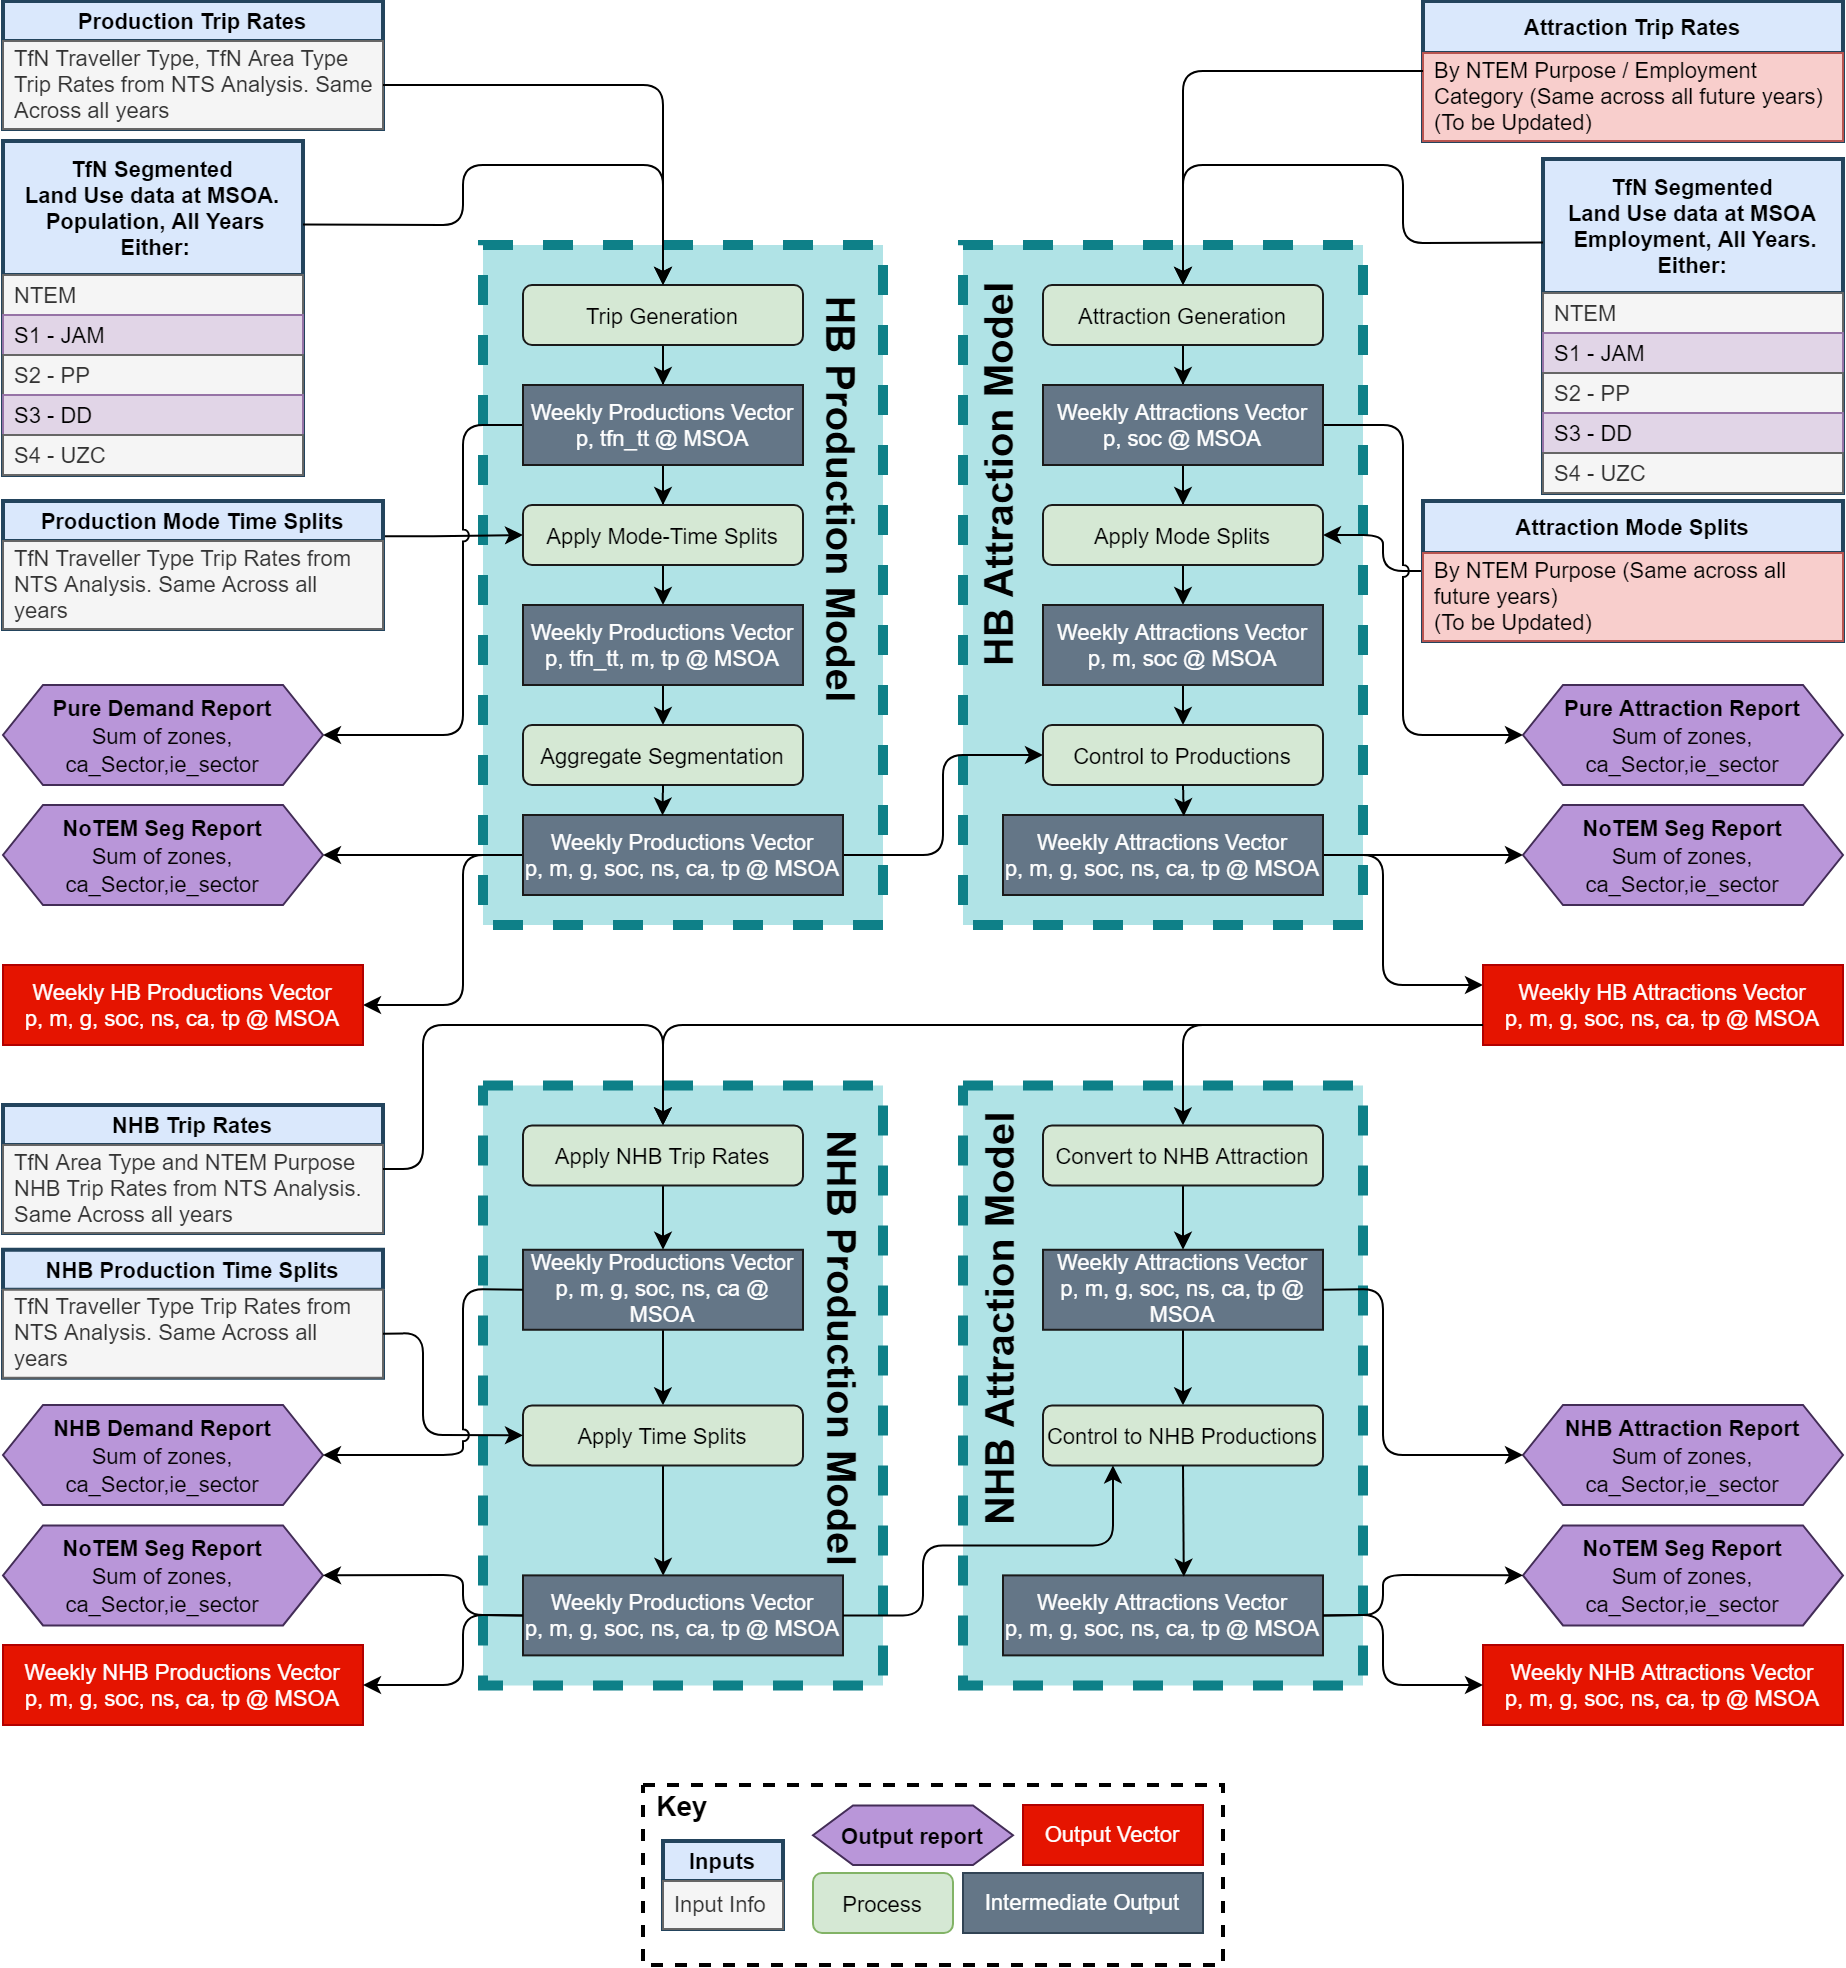 Production Trip Rates
TfN Traveller Type, TfN Area Type
Trip Rates from NTS Analysis. Same
Across all years
TfN Segmented
Land Use data at MSOA.
Population, All Years
Either:
NTEM
S1 - JAM
S2 - PP
S3 - DD
S4 - UZC
Production Mode Time Splits
TfN Traveller Type Trip Rates from
NTS Analysis. Same Across all
years
Pure Demand Report
Sum of zones,
ca_Sector,ie_sector
NoTEM Seg Report
Sum of zones,
ca_Sector,ie_sector
Weekly HB Productions Vector
p, m, g, soc, ns, ca, tp @ MSOA
HB Production Model
Trip Generation
Weekly Productions Vector
p, tfn_tt @ MSOA
Apply Mode-Time Splits
Weekly Productions Vector
p, tfn_tt, m, tp @ MSOA
Aggregate Segmentation
Weekly Productions Vector
p, m, g, soc, ns, ca, tp @ MSOA
HB Attraction Model
Attraction Generation
Weekly Attractions Vector
p, soc @ MSOA
Apply Mode Splits
Weekly Attractions Vector
p, m, soc @ MSOA
Control to Productions
Weekly Attractions Vector
p, m, g, soc, ns, ca, tp @ MSOA
Attraction Trip Rates
By NTEM Purpose / Employment
Category (Same across all future years)
(To be Updated)
TfN Segmented
Land Use data at MSOA
Employment, All Years.
Either:
NTEM
S1 - JAM
S2 - PP
S3 - DD
S4 - UZC
Attraction Mode Splits
By NTEM Purpose (Same across all
future years)
(To be Updated)
Pure Attraction Report
Sum of zones,
ca_Sector,ie_sector
NoTEM Seg Report
Sum of zones,
ca_Sector,ie_sector
Weekly HB Attractions Vector
p, m, g, soc, ns, ca, tp @ MSOA
NHB Trip Rates
TfN Area Type and NTEM Purpose
NHB Trip Rates from NTS Analysis.
Same Across all years
NHB Production Time Splits
TfN Traveller Type Trip Rates from
NTS Analysis. Same Across all
years
NHB Demand Report
Sum of zones,
ca_Sector,ie_sector
NoTEM Seg Report
Sum of zones,
ca_Sector,ie_sector
Weekly NHB Productions Vector
p, m, g, soc, ns, ca, tp @ MSOA
NHB Production Model
Apply NHB Trip Rates
Weekly Productions Vector
p, m, g, soc, ns, ca @
MSOA
Apply Time Splits
Weekly Productions Vector
p, m, g, soc, ns, ca, tp @ MSOA
NHB Attraction Model
Convert to NHB Attraction
Weekly Attractions Vector
p, m, g, soc, ns, ca, tp @
MSOA
Control to NHB Productions
Weekly Attractions Vector
p, m, g, soc, ns, ca, tp @ MSOA
NHB Attraction Report
Sum of zones,
ca_Sector,ie_sector
NoTEM Seg Report
Sum of zones,
ca_Sector,ie_sector
Weekly NHB Attractions Vector
p, m, g, soc, ns, ca, tp @ MSOA
Key
Inputs
Input Info
Output report
Output Vector
Process
Intermediate Output